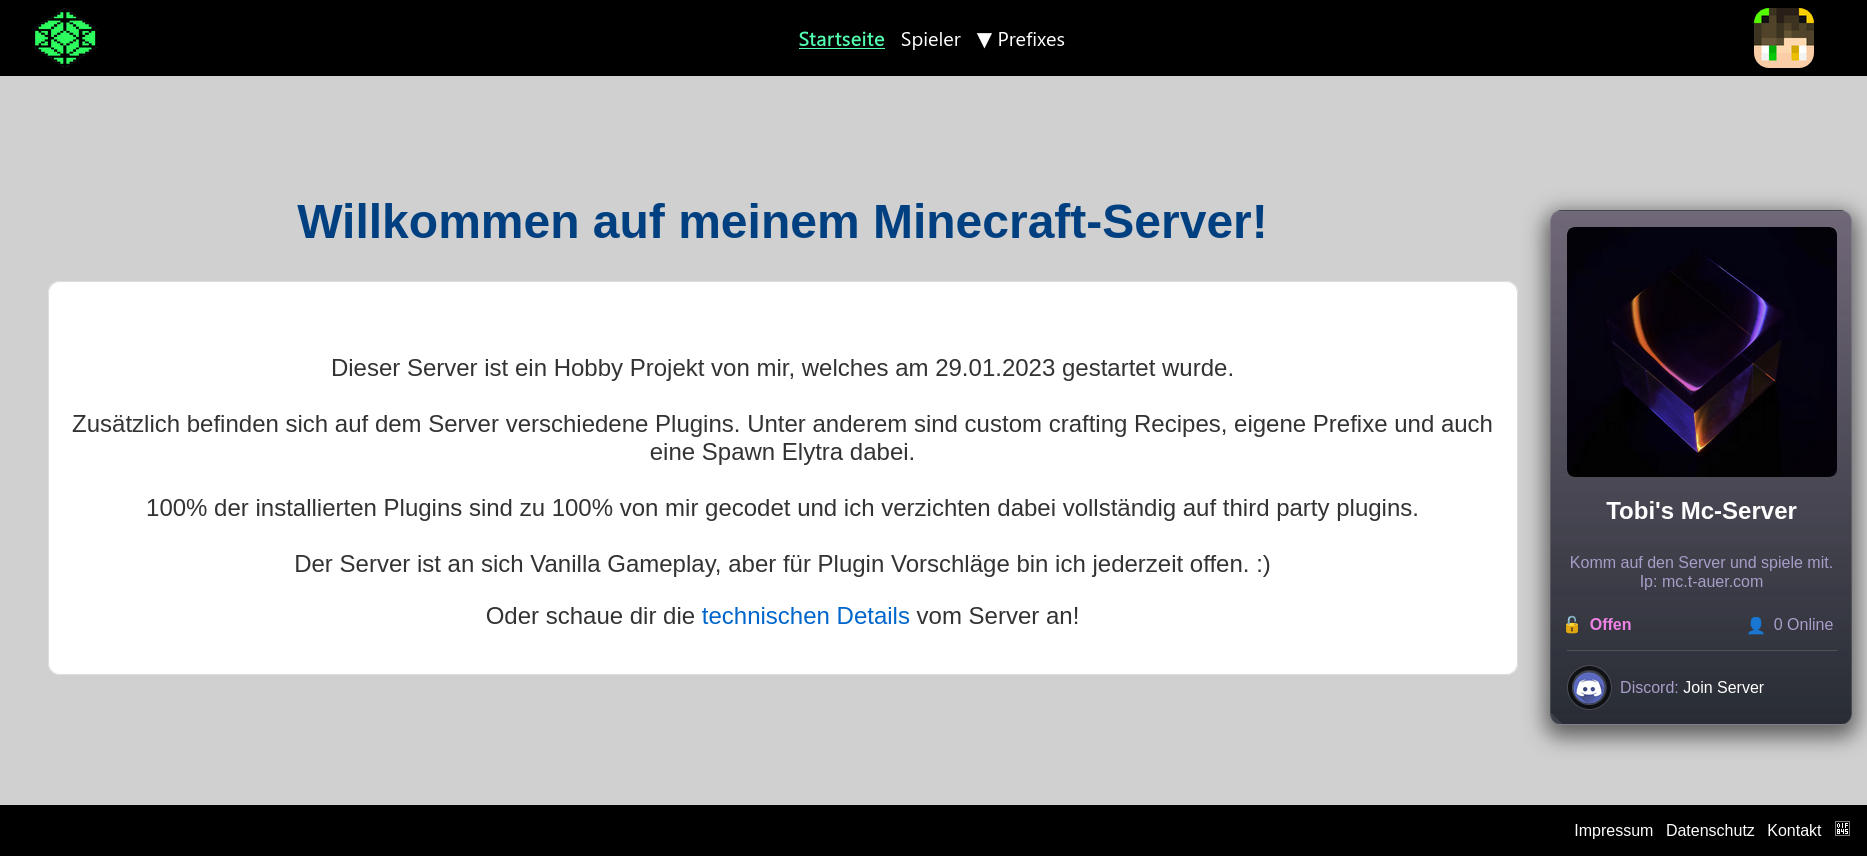 Startseite Spieler ▼ Prefixes
Willkommen auf meinem Minecraft-Server!
Dieser Server ist ein Hobby Projekt von mir, welches am 29.01.2023 gestartet wurde.
Zusätzlich befinden sich auf dem Server verschiedene Plugins. Unter anderem sind custom crafting Recipes, eigene Prefixe und auch
eine Spawn Elytra dabei.
100% der installierten Plugins sind zu 100% von mir gecodet und ich verzichten dabei vollständig auf third party plugins.
Der Server ist an sich Vanilla Gameplay, aber für Plugin Vorschläge bin ich jederzeit offen. :)
Oder schaue dir die technischen Details vom Server an!
Tobi's Mc-Server
Komm auf den Server und spiele mit.
Ip: mc.t-auer.com
Offen
0 Online
Discord: Join Server
Impressum Datenschutz Kontakt